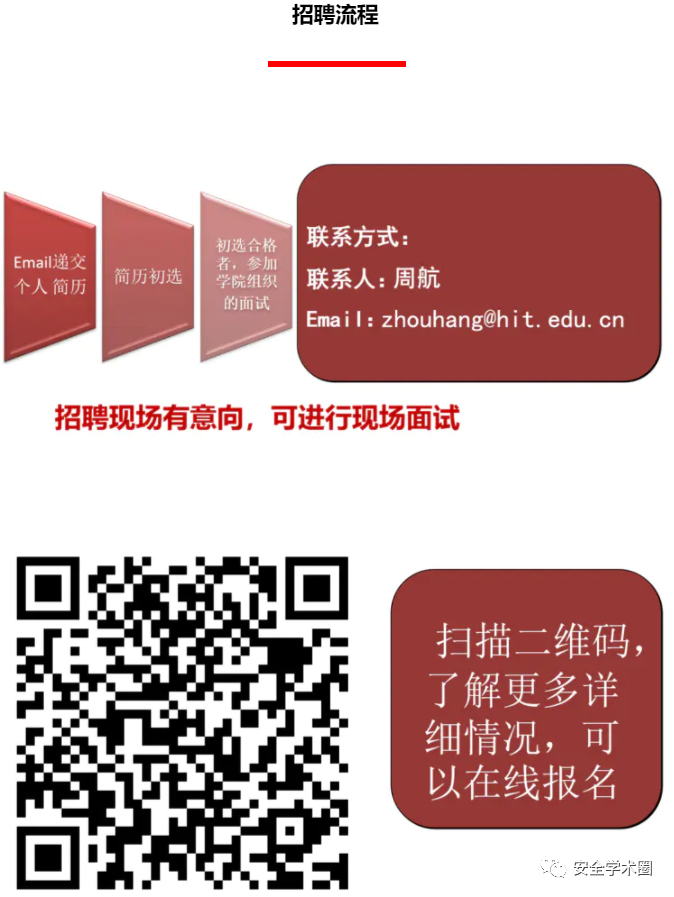 招聘流程
Email递交
个人 简历
简历初选
初选合格
者，参加
学院组织
的面试
联系方式：
联系人：周航
Email：zhouhang@hit.edu.cn
招聘现场有意向，可进行现场面试
扫描二维码，
了解更多详
细情况，可
以在线报名
安全学术圈